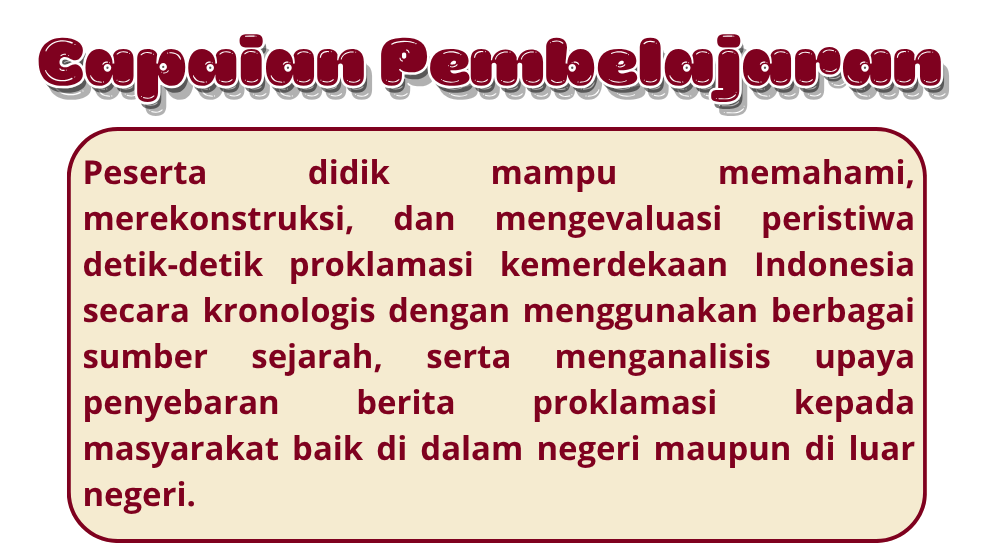 Capaian Pembelajaran
Peserta didik mampu memahami,
merekonstruksi, dan mengevaluasi peristiwa
detik-detik proklamasi kemerdekaan Indonesia
secara kronologis dengan menggunakan berbagai
sumber sejarah, serta menganalisis upaya
penyebaran berita proklamasi kepada
masyarakat baik di dalam negeri maupun di luar
negeri.